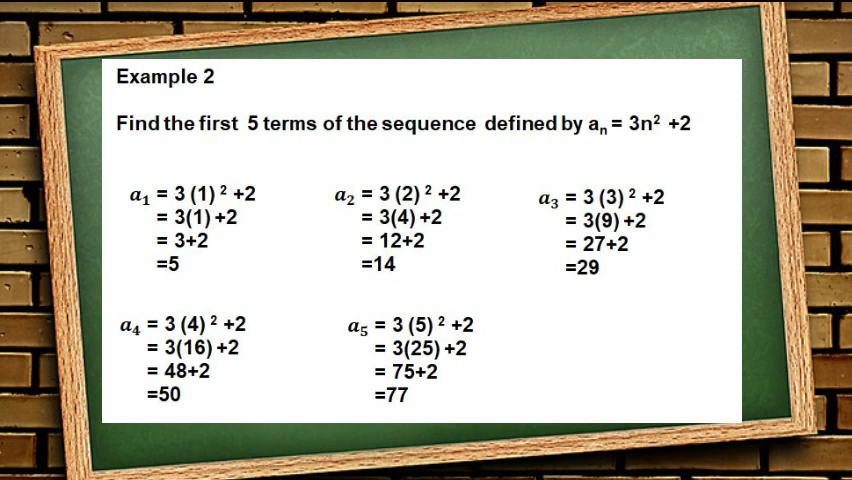 Example 2
Find the first 5 terms of the sequence defined by aₙ = 3n² +2
a₁ = 3 (1) ² +2
= 3(1) +2
= 3+2
=5
a₂ = 3 (2) ² +2
= 3(4) +2
= 12+2
=14
a₃ = 3 (3) ² +2
= 3(9) +2
= 27+2
=29
a₄ = 3 (4) ² +2
= 3(16) +2
= 48+2
=50
a₅ = 3 (5) ² +2
= 3(25) +2
= 75+2
=77